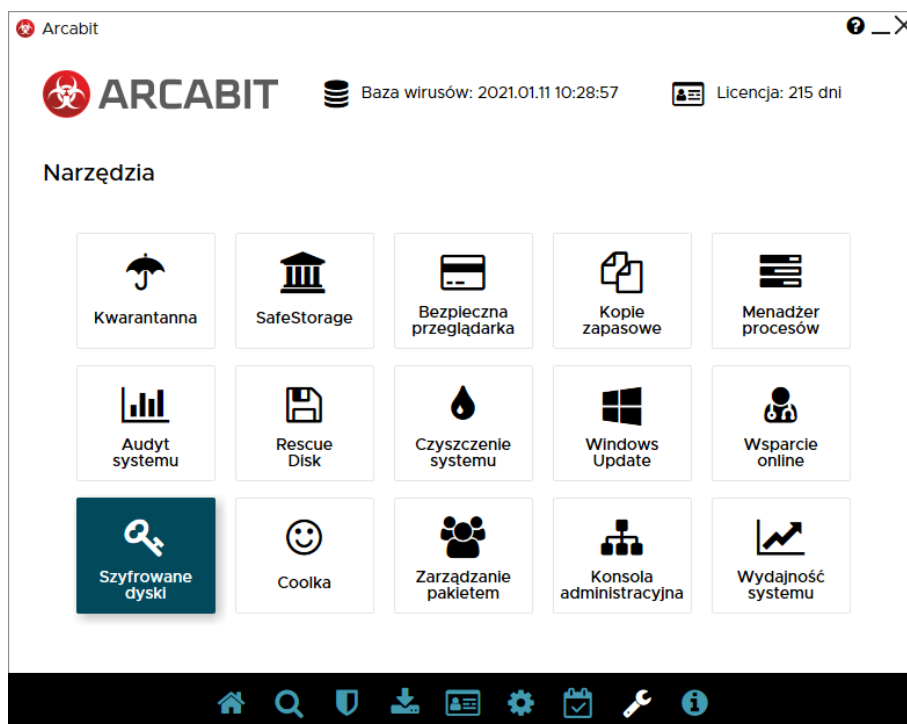 Arcabit
ARCABIT
Baza wirusów: 2021.01.11 10:28:57
Licencja: 215 dni
Narzędzia
Kwarantanna
SafeStorage
Bezpieczna
przeglądarka
Kopie
zapasowe
Menadżer
procesów
Audyt
systemu
Rescue
Disk
Czyszczenie
systemu
Windows
Update
Wsparcie
online
Szyfrowane
dyski
Coolka
Zarządzanie
pakietem
Konsola
administracyjna
Wydajność
systemu